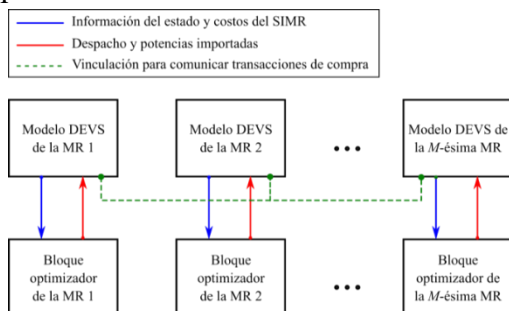 Información del estado y costos del SIMR
Despacho y potencias importadas
Vinculación para comunicar transacciones de compra
Modelo DEVS
de la MR 1
Modelo DEVS
de la MR 2
•••
Modelo DEVS de
la M-ésima MR
Bloque
optimizador
de la MR 1
Bloque
optimizador
de la MR 2
•••
Bloque
optimizador de
la M-ésima MR